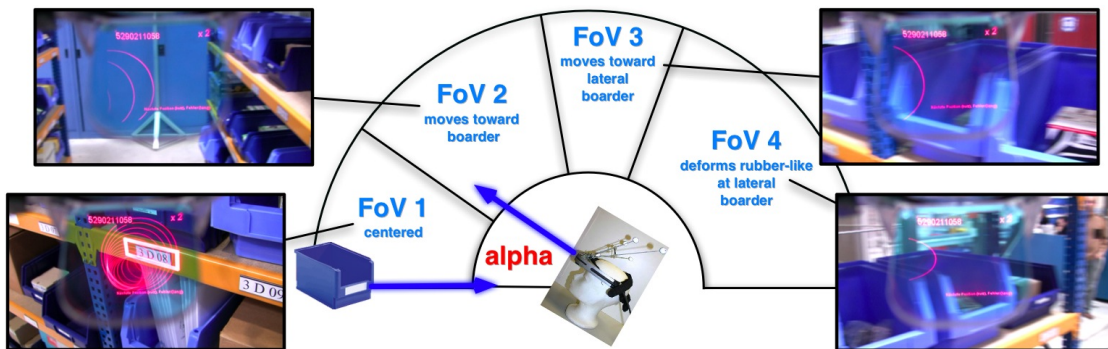 5290211058 x 2
FoV 3
moves toward
lateral
boarder
5290211058 x 2
FoV 2
moves toward
boarder
FoV 4
deforms rubber-like
at lateral
boarder
5290211058 x 2
3 D 08
3 D 09
FoV 1
centered
alpha
5290211058 x 2